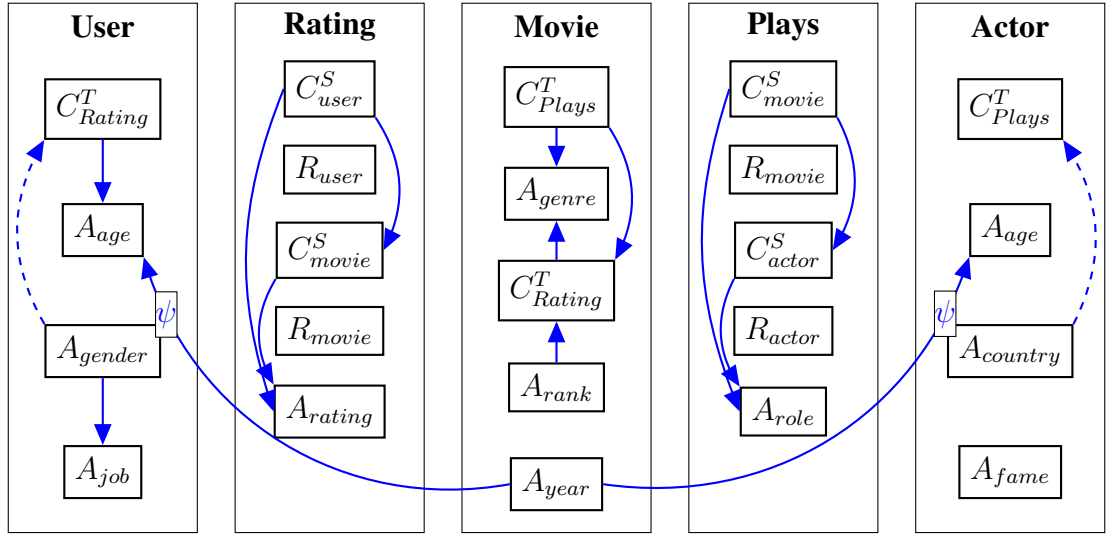 User
C^T_Rating
A_age
ψ
A_gender
A_job
Rating
C^S_user
R_user
C^S_movie
R_movie
A_rating
Movie
C^T_Plays
A_genre
C^T_Rating
A_rank
A_year
Plays
C^S_movie
R_movie
C^S_actor
R_actor
A_role
Actor
C^T_Plays
A_age
ψ
A_country
A_fame